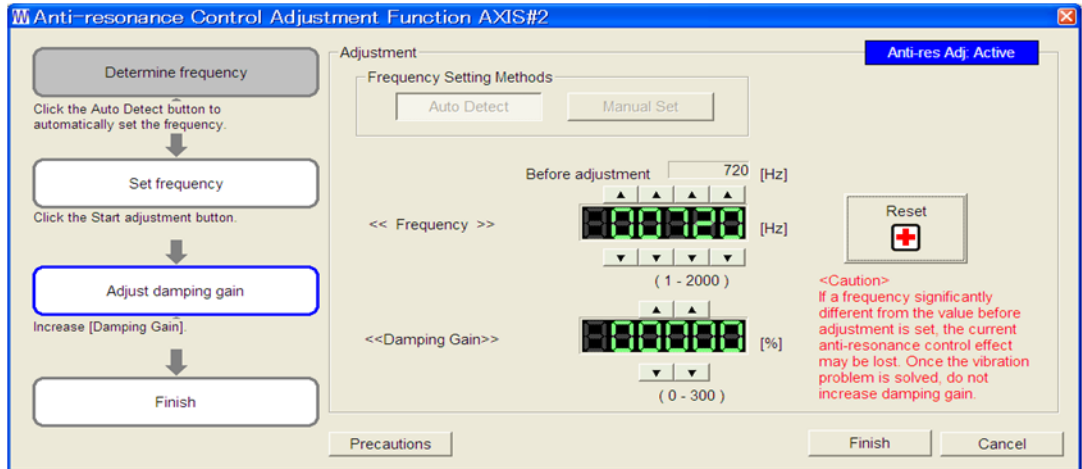 Anti-resonance Control Adjustment Function AXIS#2
Determine frequency
Click the Auto Detect button to
automatically set the frequency.
Set frequency
Click the Start adjustment button.
Adjust damping gain
Increase [Damping Gain].
Finish
Adjustment
Anti-res Adj: Active
Frequency Setting Methods
Auto Detect
Manual Set
Before adjustment 720 [Hz]
<< Frequency >> 00720 [Hz]
( 1 - 2000 )
<<Damping Gain>> 00000 [%]
( 0 - 300 )
Reset
<Caution>
If a frequency significantly
different from the value before
adjustment is set, the current
anti-resonance control effect
may be lost. Once the vibration
problem is solved, do not
increase damping gain.
Precautions
Finish
Cancel